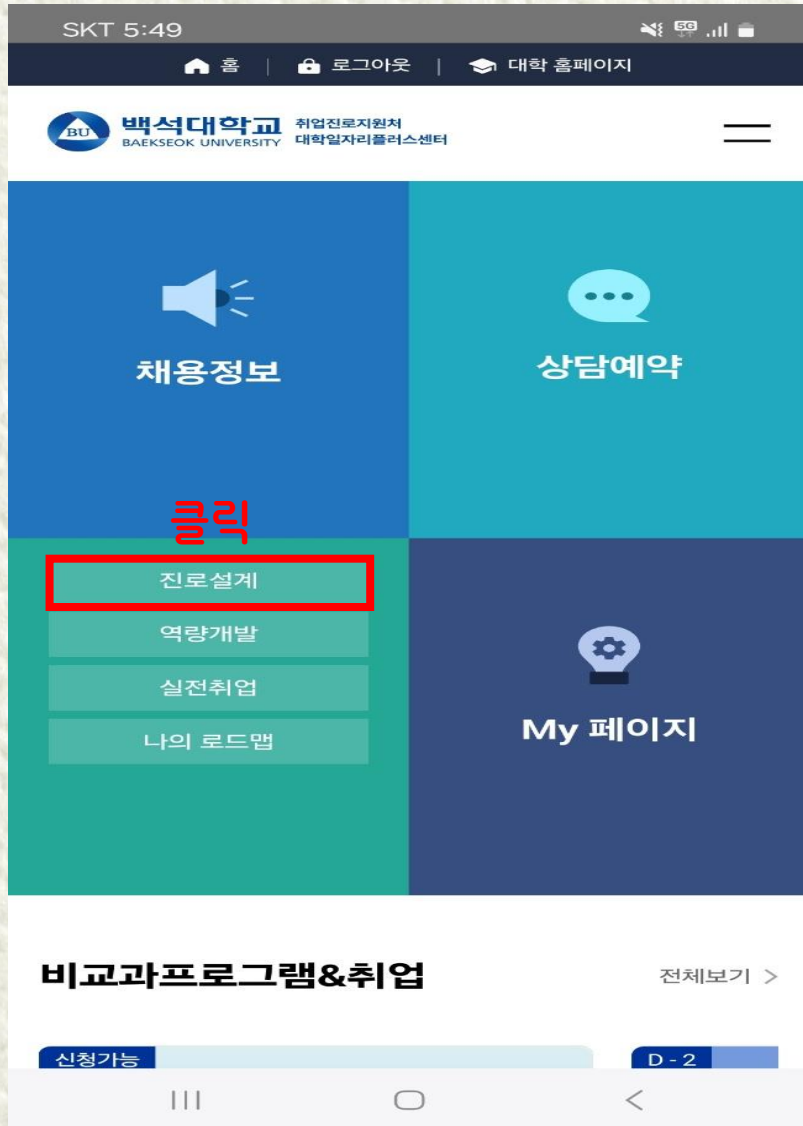 SKT 5:49
5G
홈 | 로그아웃 | 대학 홈페이지
BU 백석대학교 취업진로지원처
BAEKSEOK UNIVERSITY 대학일자리플러스센터
채용정보
상담예약
클릭
진로설계
역량개발
실전취업
나의 로드맵
My 페이지
비교과프로그램&취업
전체보기 >
신청가능
D - 2